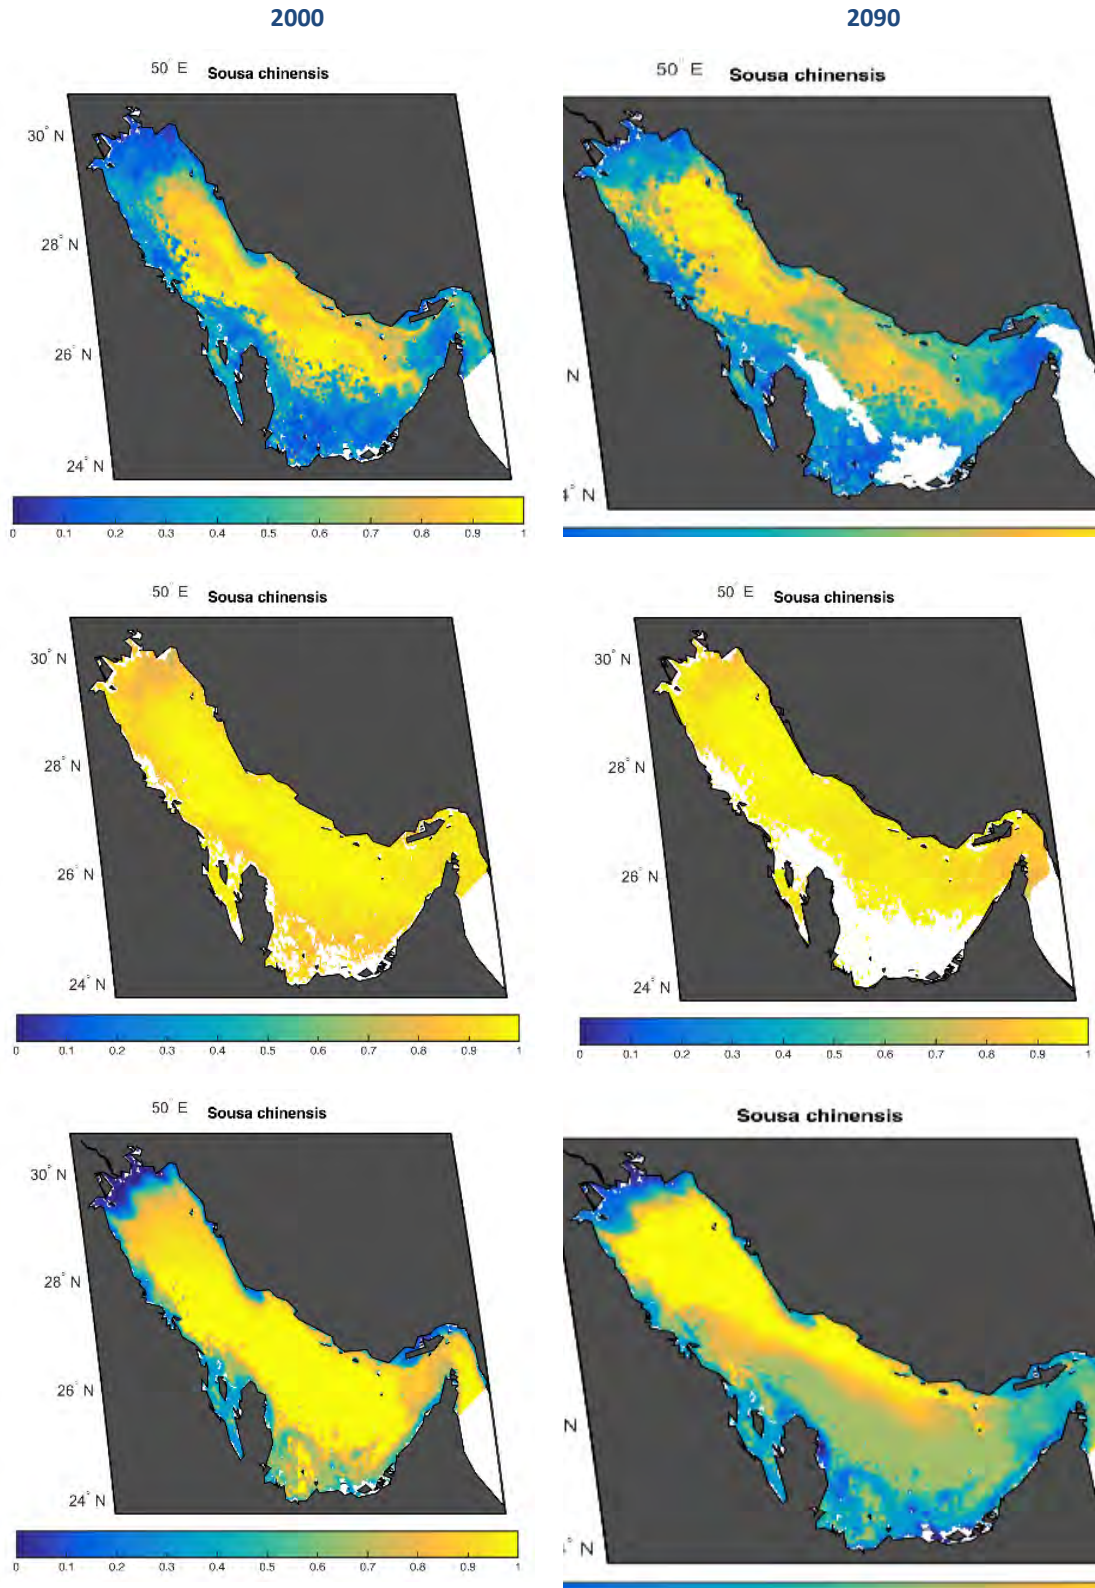 2000 2090
50° E Sousa chinensis 50° E Sousa chinensis
30° N
28° N
26° N N
24° N 4° N
0 0.1 0.2 0.3 0.4 0.5 0.6 0.7 0.8 0.9 1
50° E Sousa chinensis 50° E Sousa chinensis
30° N 30° N
28° N 28° N
26° N 26° N
24° N 24° N
0 0.1 0.2 0.3 0.4 0.5 0.6 0.7 0.8 0.9 1 0 0.1 0.2 0.3 0.4 0.5 0.6 0.7 0.8 0.9 1
50° E Sousa chinensis Sousa chinensis
30° N
28° N
26° N N
24° N ° N
0 0.1 0.2 0.3 0.4 0.5 0.6 0.7 0.8 0.9 1